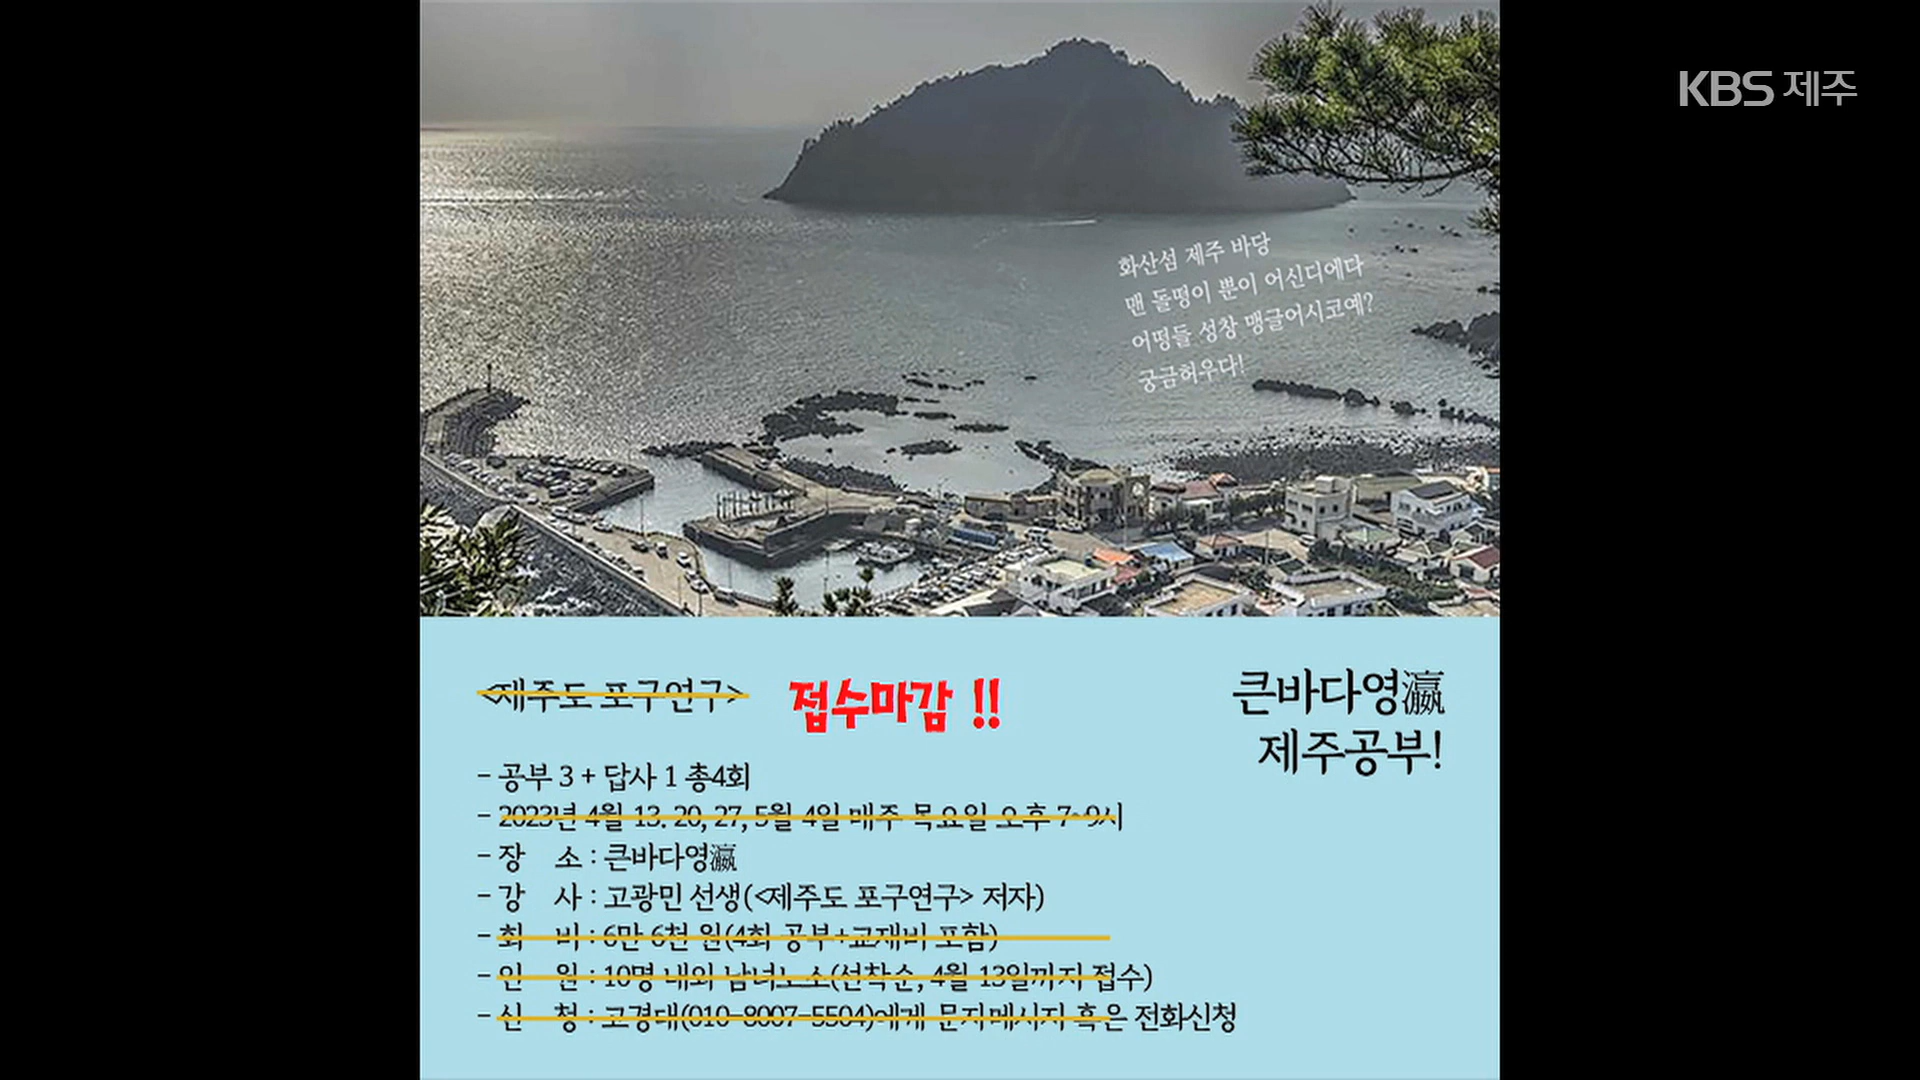 KBS 제주
화산섬 제주 바당
맨 돌떵이 뿐이 어신디에다
어떵들 성창 맹글어시코예?
궁금허우다!
<제주도 포구연구>
접수마감 !!
큰바다영瀛
제주공부!
- 공부 3 + 답사 1 총4회
- 2023년 4월 13. 20, 27, 5월 4일 매주 목요일 오후 7~9시
- 장 소 : 큰바다영瀛
- 강 사 : 고광민 선생(<제주도 포구연구> 저자)
- 회 비 : 6만 6천 원(4회 공부+교재비 포함)
- 인 원 : 10명 내외 남녀노소(선착순, 4월 13일까지 접수)
- 신 청 : 고경대(010-8007-5504)에게 문자메시지 혹은 전화신청